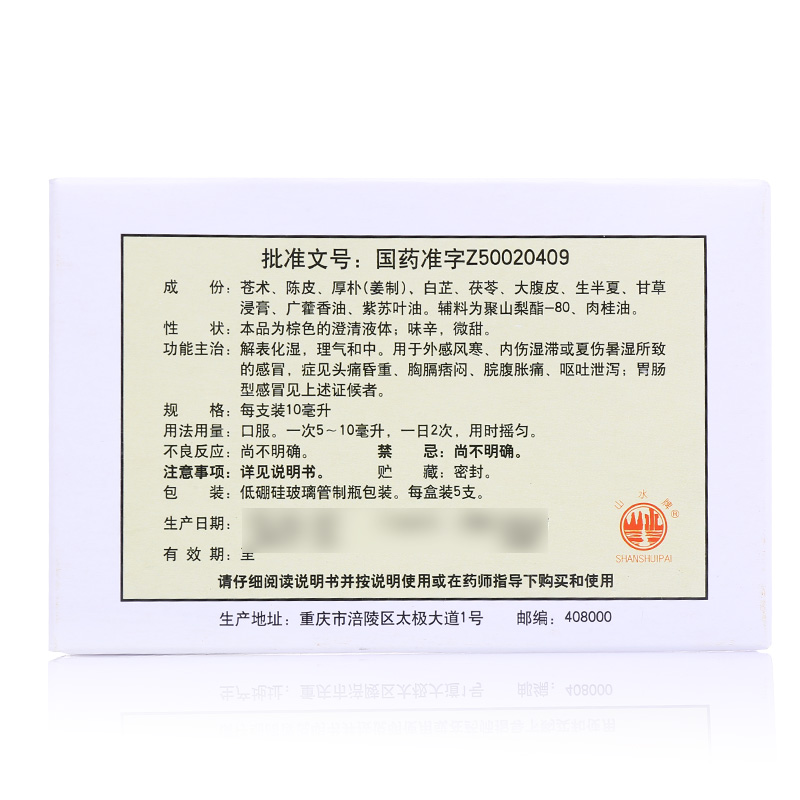 批准文号：国药准字Z50020409
成　份：苍术、陈皮、厚朴(姜制)、白芷、茯苓、大腹皮、生半夏、甘草
浸膏、广藿香油、紫苏叶油。辅料为聚山梨酯-80、肉桂油。
性　状：本品为棕色的澄清液体；味辛，微甜。
功能主治：解表化湿，理气和中。用于外感风寒、内伤湿滞或夏伤暑湿所致
的感冒，症见头痛昏重、胸膈痞闷、脘腹胀痛、呕吐泄泻；胃肠
型感冒见上述证候者。
规　格：每支装10毫升
用法用量：口服。一次5～10毫升，一日2次，用时摇匀。
不良反应：尚不明确。　禁　忌：尚不明确。
注意事项：详见说明书。　贮　藏：密封。
包　装：低硼硅玻璃管制瓶包装。每盒装5支。
生产日期：
有 效 期：至
山水牌®
SHANSHUIPAI
请仔细阅读说明书并按说明使用或在药师指导下购买和使用
生产地址：重庆市涪陵区太极大道1号　邮编：408000